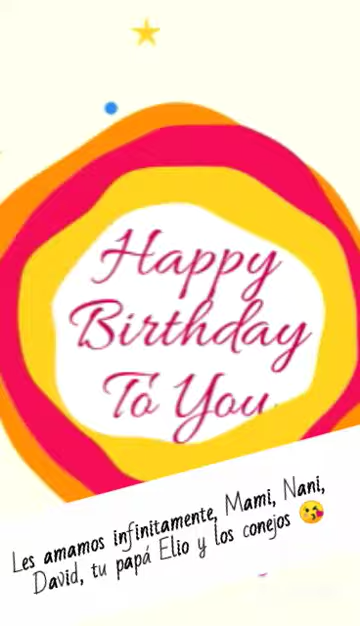 Happy
Birthday
To You
Les amamos infinitamente, Mami, Nani,
David, tu papá Elio y los conejos 😘